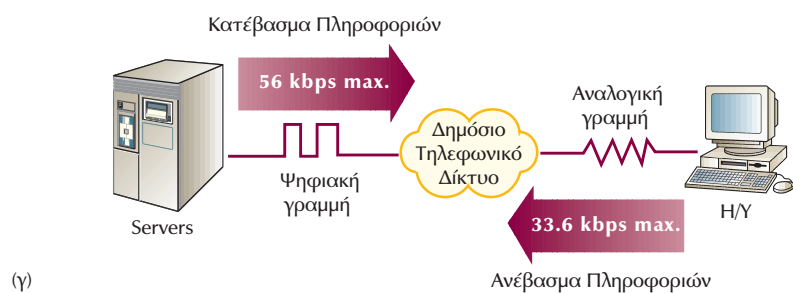 Κατέβασμα Πληροφοριών
56 kbps max.
Αναλογική
γραμμή
Δημόσιο
Τηλεφωνικό
Δίκτυο
Ψηφιακή
γραμμή
Servers
Η/Υ
33.6 kbps max.
(γ)
Ανέβασμα Πληροφοριών